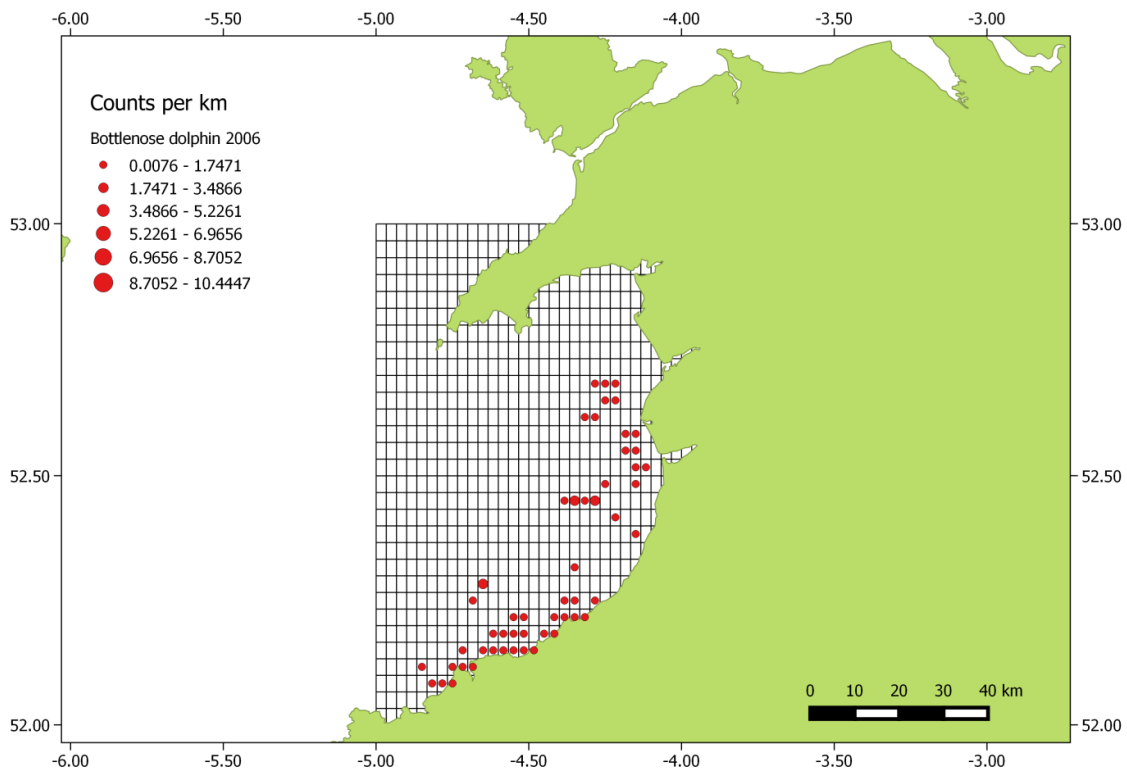 -6.00 -5.50 -5.00 -4.50 -4.00 -3.50 -3.00
Counts per km
Bottlenose dolphin 2006
0.0076 - 1.7471
1.7471 - 3.4866
3.4866 - 5.2261
5.2261 - 6.9656
6.9656 - 8.7052
8.7052 - 10.4447
53.00 53.00
52.50 52.50
0 10 20 30 40 km
52.00 52.00
-6.00 -5.50 -5.00 -4.50 -4.00 -3.50 -3.00